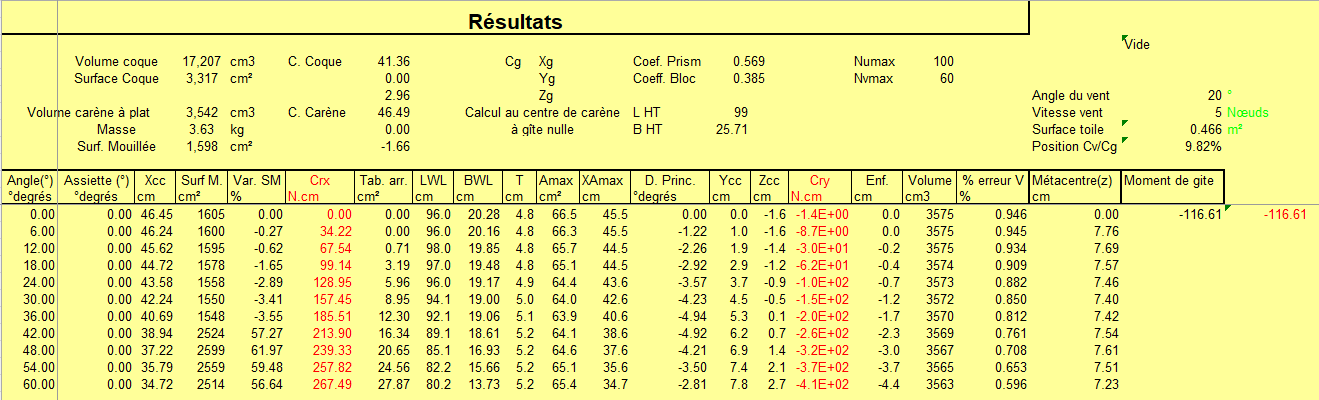 Résultats
Vide
Volume coque 17,207 cm3 C. Coque 41.36 Cg Xg Coef. Prism 0.569 Numax 100
Surface Coque 3,317 cm² 0.00 Yg Coeff. Bloc 0.385 Nvmax 60
2.96 Zg Angle du vent 20 °
Volume carène à plat 3,542 cm3 C. Carène 46.49 Calcul au centre de carène L HT 99 Vitesse vent 5 Nœuds
Masse 3.63 kg 0.00 à gîte nulle B HT 25.71 Surface toile 0.466 m²
Surf. Mouillée 1,598 cm² -1.66 Position Cv/Cg 9.82%
Angle(°) Assiette (°) Xcc Surf M. Var. SM Crx Tab. arr. LWL BWL T Amax XAmax D. Princ. Ycc Zcc Cry Enf. Volume % erreur V Métacentre(z) Moment de gite
°degrés °degrés cm cm² % N.cm cm² cm cm cm cm² cm °degrés cm cm N.cm cm cm3 % cm
0.00 0.00 46.45 1605 0.00 0.00 0.00 96.0 20.28 4.8 66.5 45.5 0.00 0.0 -1.6 -1.4E+00 0.0 3575 0.946 0.00 -116.61 -116.61
6.00 0.00 46.24 1600 -0.27 34.22 0.00 96.0 20.16 4.8 66.3 45.5 -1.22 1.0 -1.6 -8.7E+00 0.0 3575 0.945 7.76
12.00 0.00 45.62 1595 -0.62 67.54 0.71 98.0 19.85 4.8 65.7 44.5 -2.26 1.9 -1.4 -3.0E+01 -0.2 3575 0.934 7.69
18.00 0.00 44.72 1578 -1.65 99.14 3.19 97.0 19.48 4.8 65.1 44.5 -2.92 2.9 -1.2 -6.2E+01 -0.4 3574 0.909 7.57
24.00 0.00 43.58 1558 -2.89 128.95 5.96 96.0 19.17 4.9 64.4 43.6 -3.57 3.7 -0.9 -1.0E+02 -0.7 3573 0.882 7.46
30.00 0.00 42.24 1550 -3.41 157.45 8.95 94.1 19.00 5.0 64.0 42.6 -4.23 4.5 -0.5 -1.5E+02 -1.2 3572 0.850 7.40
36.00 0.00 40.69 1548 -3.55 185.51 12.30 92.1 19.06 5.1 63.9 40.6 -4.94 5.3 0.1 -2.0E+02 -1.7 3570 0.812 7.42
42.00 0.00 38.94 2524 57.27 213.90 16.34 89.1 18.61 5.2 64.1 38.6 -4.92 6.2 0.7 -2.6E+02 -2.3 3569 0.761 7.54
48.00 0.00 37.22 2599 61.97 239.33 20.65 85.1 16.93 5.2 64.6 37.6 -4.21 6.9 1.4 -3.2E+02 -3.0 3567 0.708 7.61
54.00 0.00 35.79 2559 59.48 257.82 24.56 82.2 15.66 5.2 65.1 35.6 -3.50 7.4 2.1 -3.7E+02 -3.7 3565 0.653 7.51
60.00 0.00 34.72 2514 56.64 267.49 27.87 80.2 13.73 5.2 65.4 34.7 -2.81 7.8 2.7 -4.1E+02 -4.4 3563 0.596 7.23